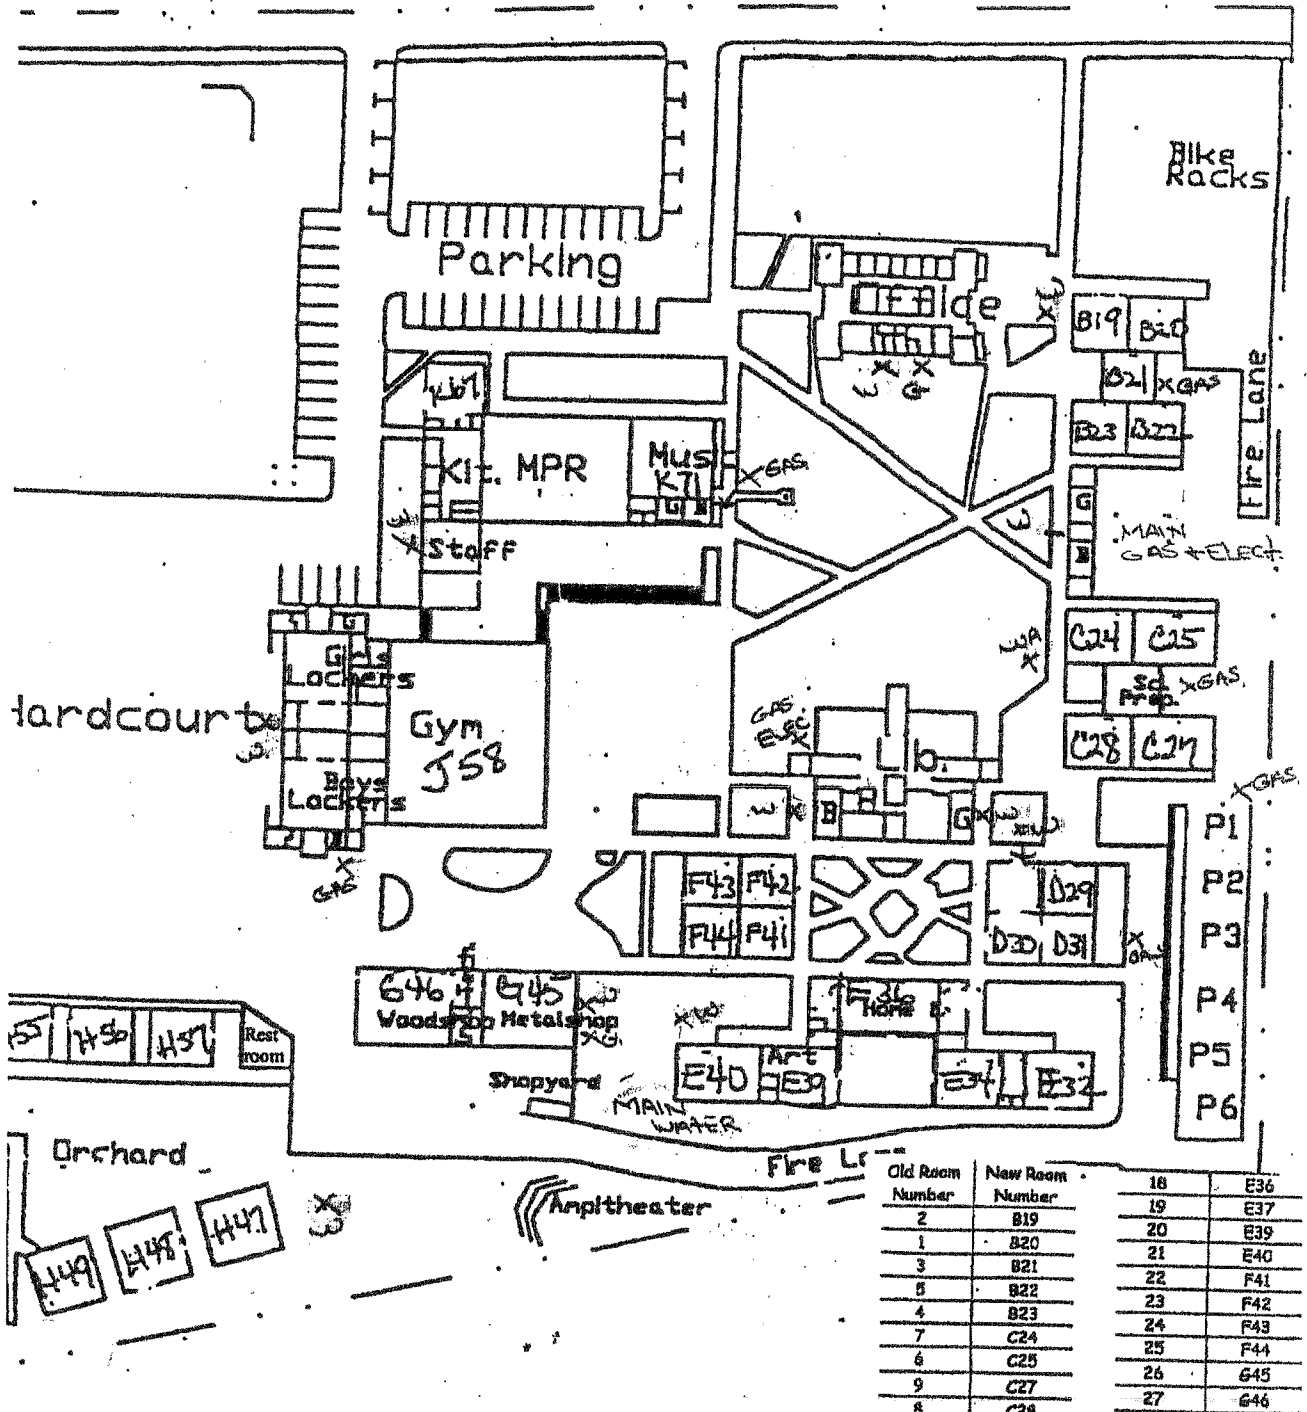 Bike
Racks
Parking
Office
B19
B20
B21
X GAS
B23
B22
Fire Lane
K67
Kit.
MPR
Mus
K71
G
B
X GAS
Staff
E
G
MAIN
GAS + ELECT.
C24
C25
Sci
Prep
X GAS
C28
C27
Girls
Lockers
Hardcourt
Gym
J58
Boys
Lockers
GAS
GAS
ELEC.
Lib.
B
G
X GAS
P1
P2
P3
P4
P5
P6
F43
F42
F44
F41
D29
D30
D31
G46
G45
Woodshop
Metalshop
E36
Home
H56
H57
Rest
room
Shopyard
E40
Art
E39
E34
E32
MAIN
WATER
Orchard
Fire
Ampitheater
H49
H48
H47
Old Room
Number
New Room
Number
2 B19
1 B20
3 B21
5 B22
4 B23
7 C24
6 C25
9 C27
8 C28
18 E36
19 E37
20 E39
21 E40
22 F41
23 F42
24 F43
25 F44
26 G45
27 G46